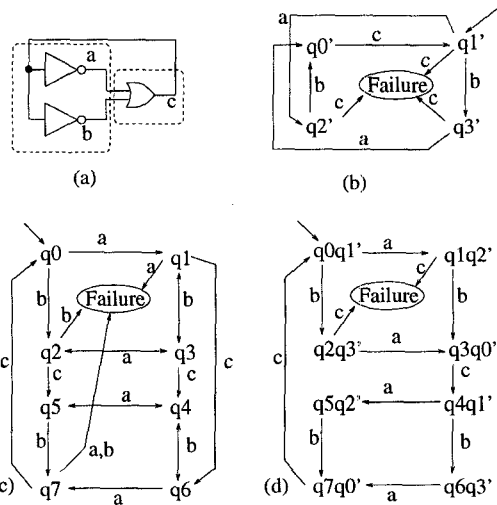 a
b
c
(a)
a
q0'
c
q1'
c
b
Failure
b
c
c
q2'
q3'
a
(b)
q0
a
q1
a
b
Failure
b
b
q2
a
q3
c
c
c
c
q5
a
q4
b
a,b
b
c)
q7
a
q6
q0q1'
a
q1q2'
c
b
Failure
b
c
q2q3'
a
q3q0'
c
c
q5q2'
a
q4q1'
b
b
(d)
q7q0'
a
q6q3'